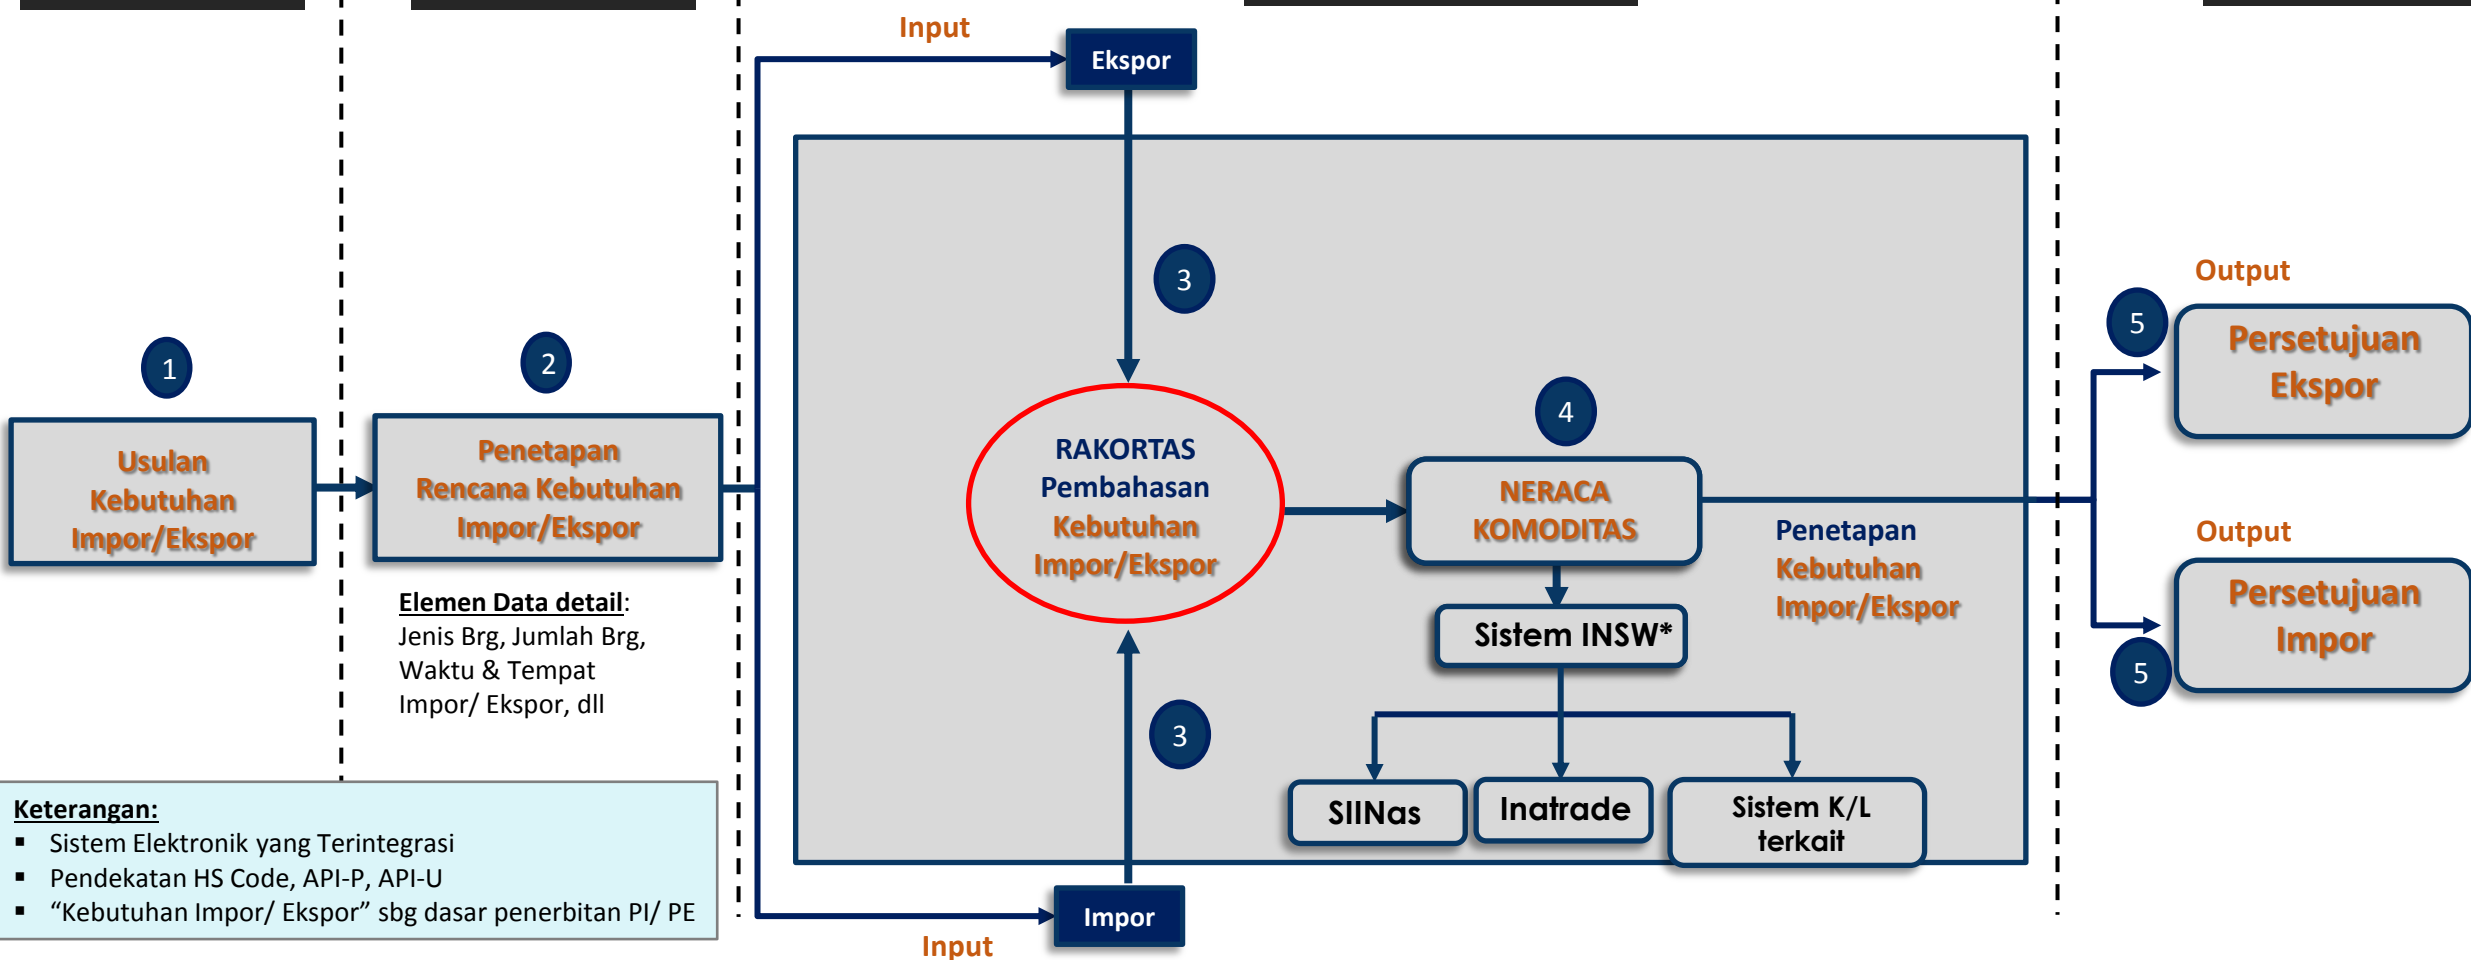 Input
Ekspor
3
Output
5
Persetujuan
Ekspor
1
2
4
Usulan
Kebutuhan
Impor/Ekspor
Penetapan
Rencana Kebutuhan
Impor/Ekspor
RAKORTAS
Pembahasan
Kebutuhan
Impor/Ekspor
NERACA
KOMODITAS
Penetapan
Kebutuhan
Impor/Ekspor
Output
Persetujuan
Impor
5
Elemen Data detail:
Jenis Brg, Jumlah Brg,
Waktu & Tempat
Impor/ Ekspor, dll
Sistem INSW*
3
SIINas
Inatrade
Sistem K/L
terkait
Keterangan:
▪ Sistem Elektronik yang Terintegrasi
▪ Pendekatan HS Code, API-P, API-U
▪ “Kebutuhan Impor/ Ekspor” sbg dasar penerbitan PI/ PE
Impor
Input